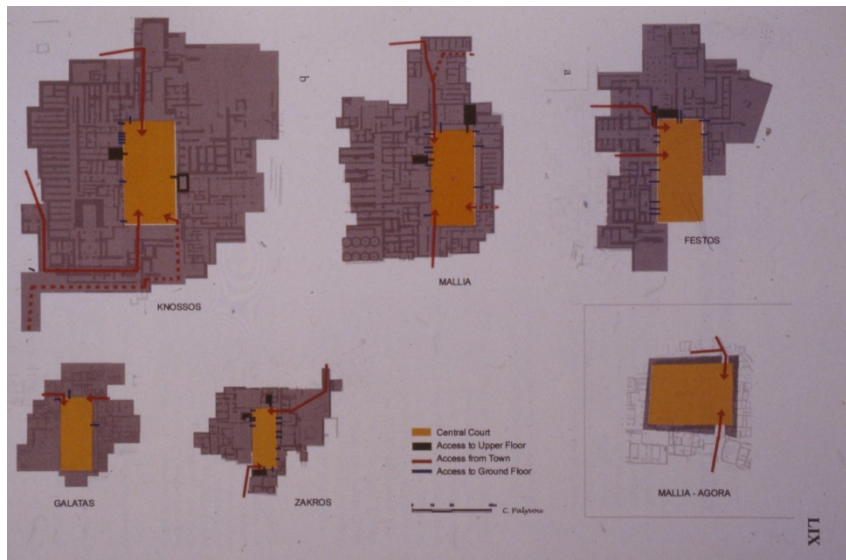 b
a
KNOSSOS
MALLIA
FESTOS
GALATAS
ZAKROS
Central Court
Access to Upper Floor
Access from Town
Access to Ground Floor
C. Palyvou
MALLIA - AGORA
LIX